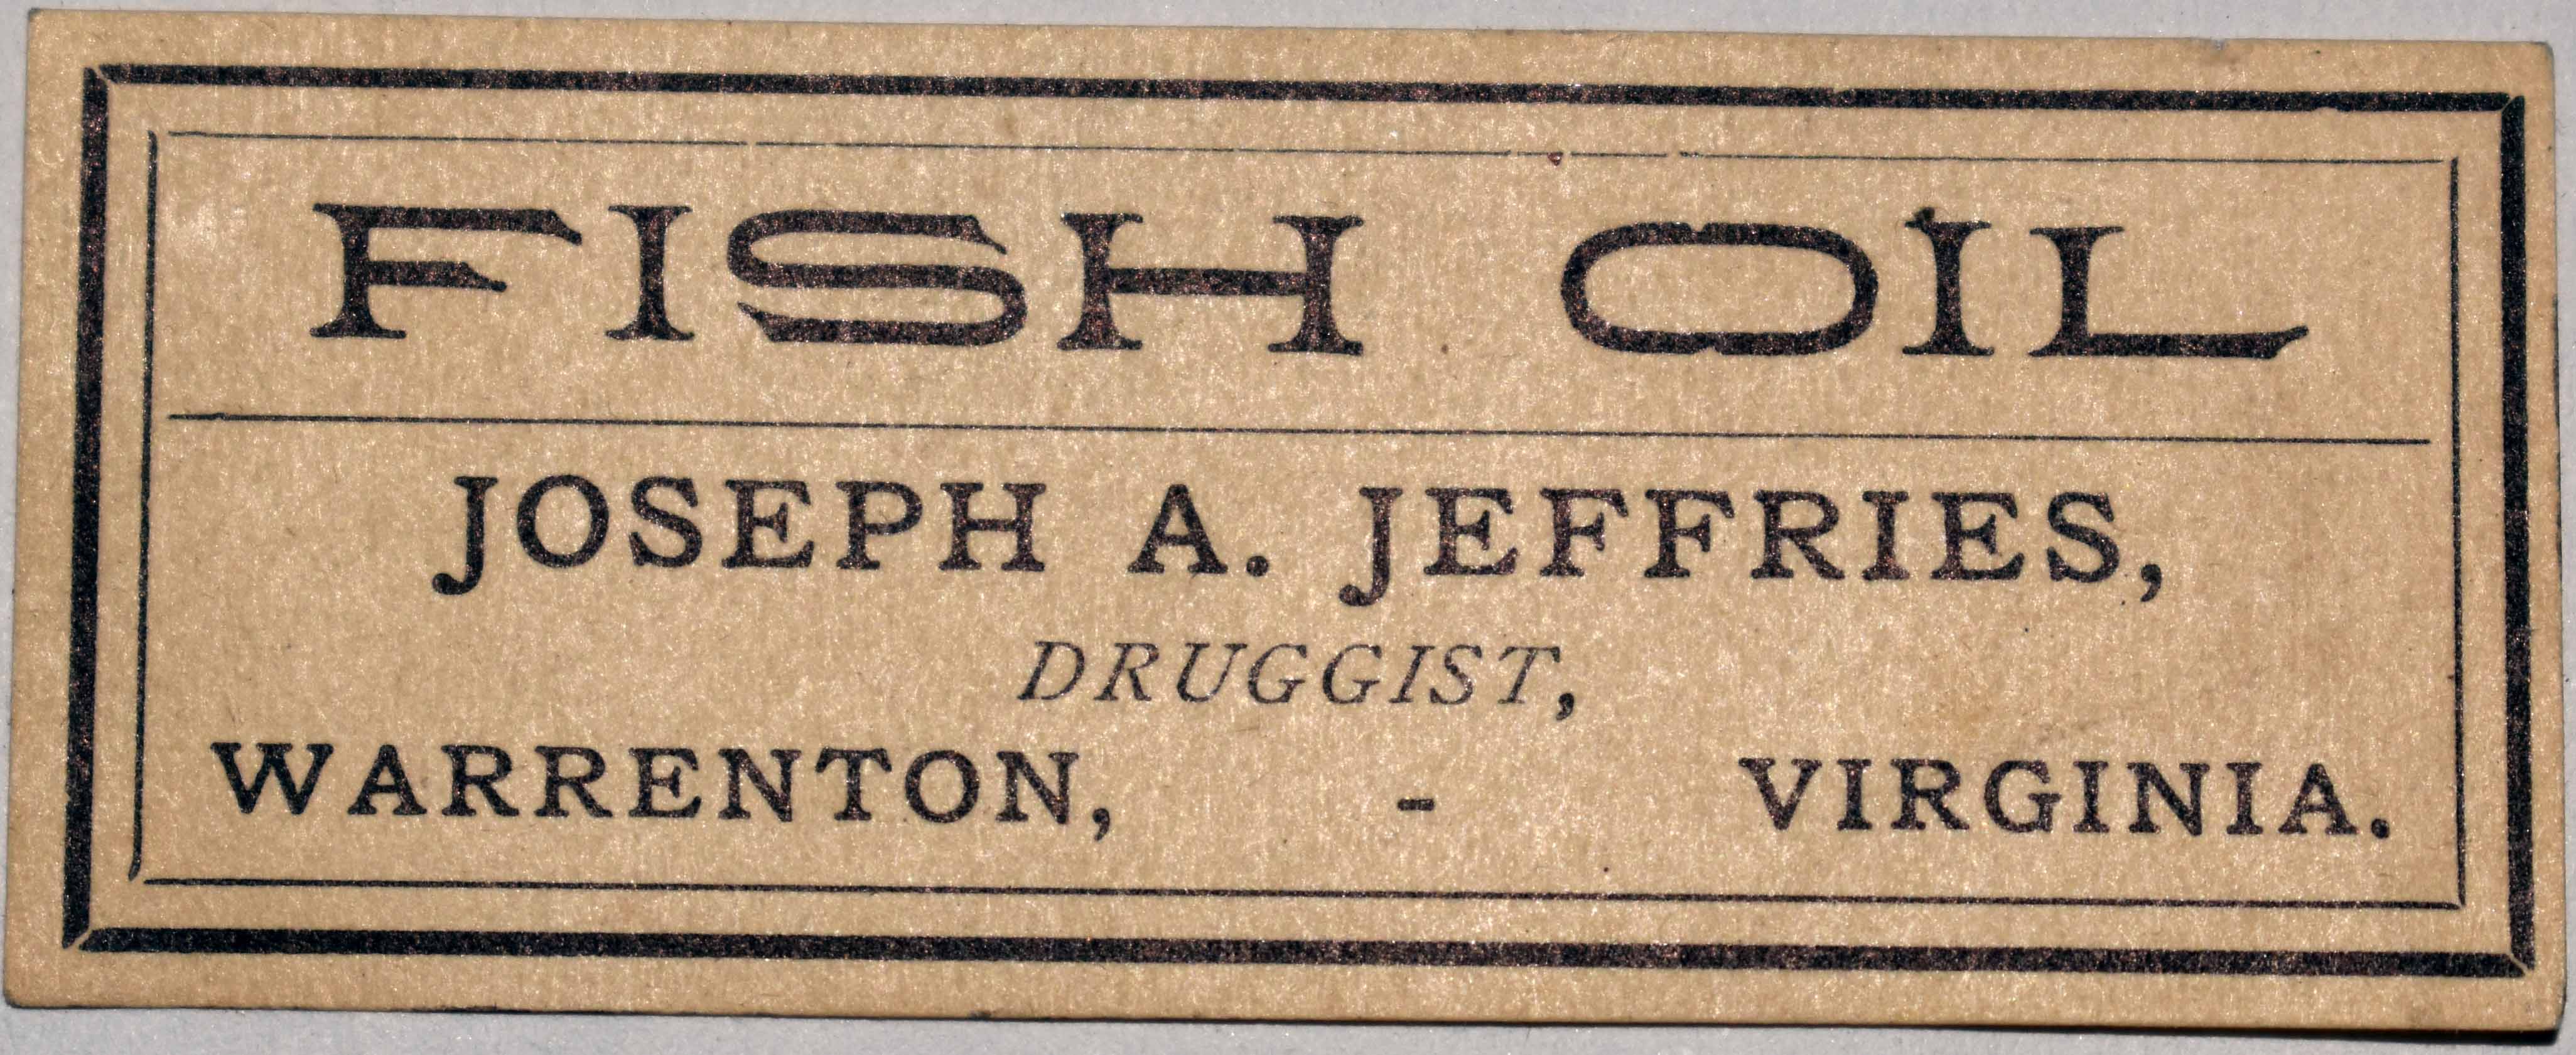 FISH OIL
JOSEPH A. JEFFRIES,
DRUGGIST,
WARRENTON, - VIRGINIA.